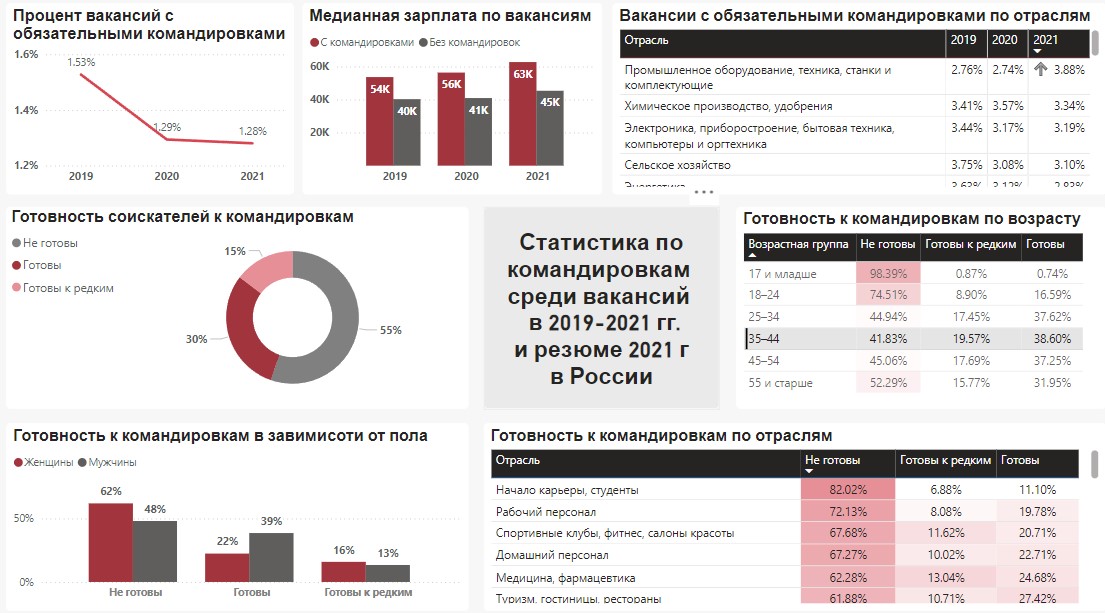 Процент вакансий с
обязательными командировками
1.6%
1.4%
1.2%
1.53%
1.29%
1.28%
2019 2020 2021
Медианная зарплата по вакансиям
С командировками Без командировок
60K
40K
20K
54K 40K 56K 41K 63K 45K
2019 2020 2021
Вакансии с обязательными командировками по отраслям
Отрасль 2019 2020 2021
Промышленное оборудование, техника, станки и
комплектующие 2.76% 2.74% 3.88%
Химическое производство, удобрения 3.41% 3.57% 3.34%
Электроника, приборостроение, бытовая техника,
компьютеры и оргтехника 3.44% 3.17% 3.19%
Сельское хозяйство 3.75% 3.08% 3.10%
Энергетика 3.63% 3.12% 2.83%
Готовность соискателей к командировкам
Не готовы
Готовы
Готовы к редким
15%
30%
55%
Статистика по
командировкам
среди вакансий
в 2019-2021 гг.
и резюме 2021 г
в России
Готовность к командировкам по возрасту
Возрастная группа Не готовы Готовы к редким Готовы
17 и младше 98.39% 0.87% 0.74%
18–24 74.51% 8.90% 16.59%
25–34 44.94% 17.45% 37.62%
35–44 41.83% 19.57% 38.60%
45–54 45.06% 17.69% 37.25%
55 и старше 52.29% 15.77% 31.95%
Готовность к командировкам в завимисоти от пола
Женщины Мужчины
50%
0%
62% 48% 22% 39% 16% 13%
Не готовы Готовы Готовы к редким
Готовность к командировкам по отраслям
Отрасль Не готовы Готовы к редким Готовы
Начало карьеры, студенты 82.02% 6.88% 11.10%
Рабочий персонал 72.13% 8.08% 19.78%
Спортивные клубы, фитнес, салоны красоты 67.68% 11.62% 20.71%
Домашний персонал 67.27% 10.02% 22.71%
Медицина, фармацевтика 62.28% 13.04% 24.68%
Туризм, гостиницы, рестораны 61.88% 10.71% 27.42%